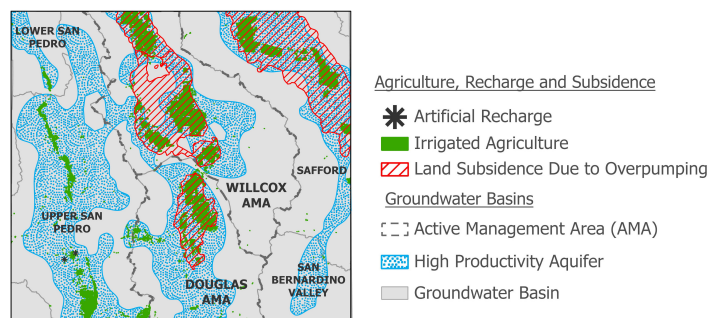 LOWER SAN
PEDRO
SAFFORD
WILLCOX
AMA
UPPER SAN
PEDRO
SAN
BERNARDINO
VALLEY
DOUGLAS
AMA
Agriculture, Recharge and Subsidence
Artificial Recharge
Irrigated Agriculture
Land Subsidence Due to Overpumping
Groundwater Basins
Active Management Area (AMA)
High Productivity Aquifer
Groundwater Basin